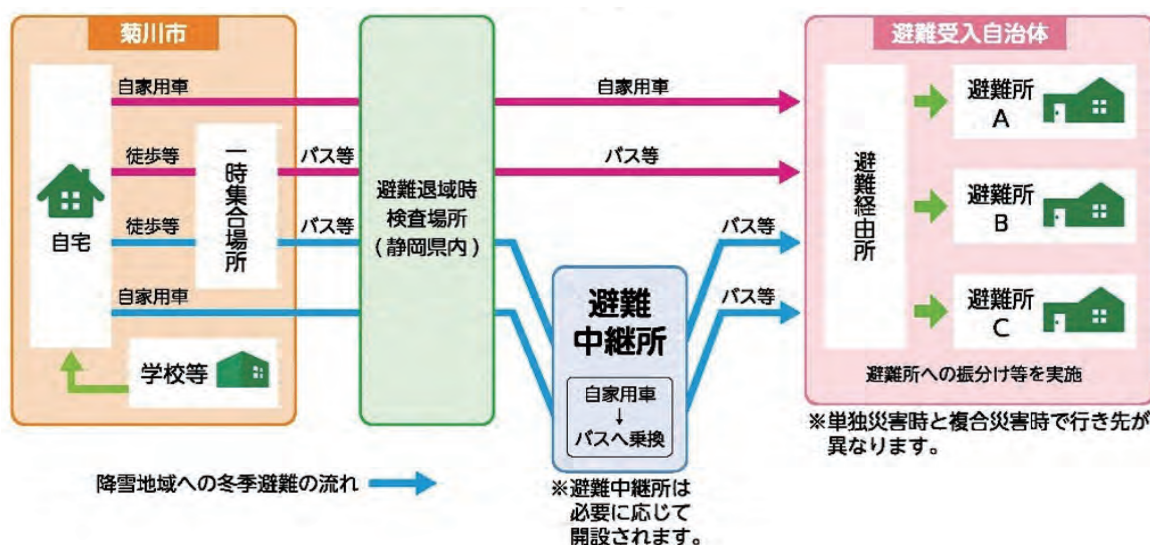 菊川市
自家用車
徒歩等
徒歩等
自家用車
自宅
一時集合場所
学校等
バス等
バス等
避難退域時
検査場所
(静岡県内)
自家用車
バス等
バス等
バス等
避難
中継所
自家用車
↓
バスへ乗換
※避難中継所は
必要に応じて
開設されます。
避難受入自治体
避難経由所
避難所
A
避難所
B
避難所
C
避難所への振分け等を実施
※単独災害時と複合災害時で行き先が
異なります。
降雪地域への冬季避難の流れ